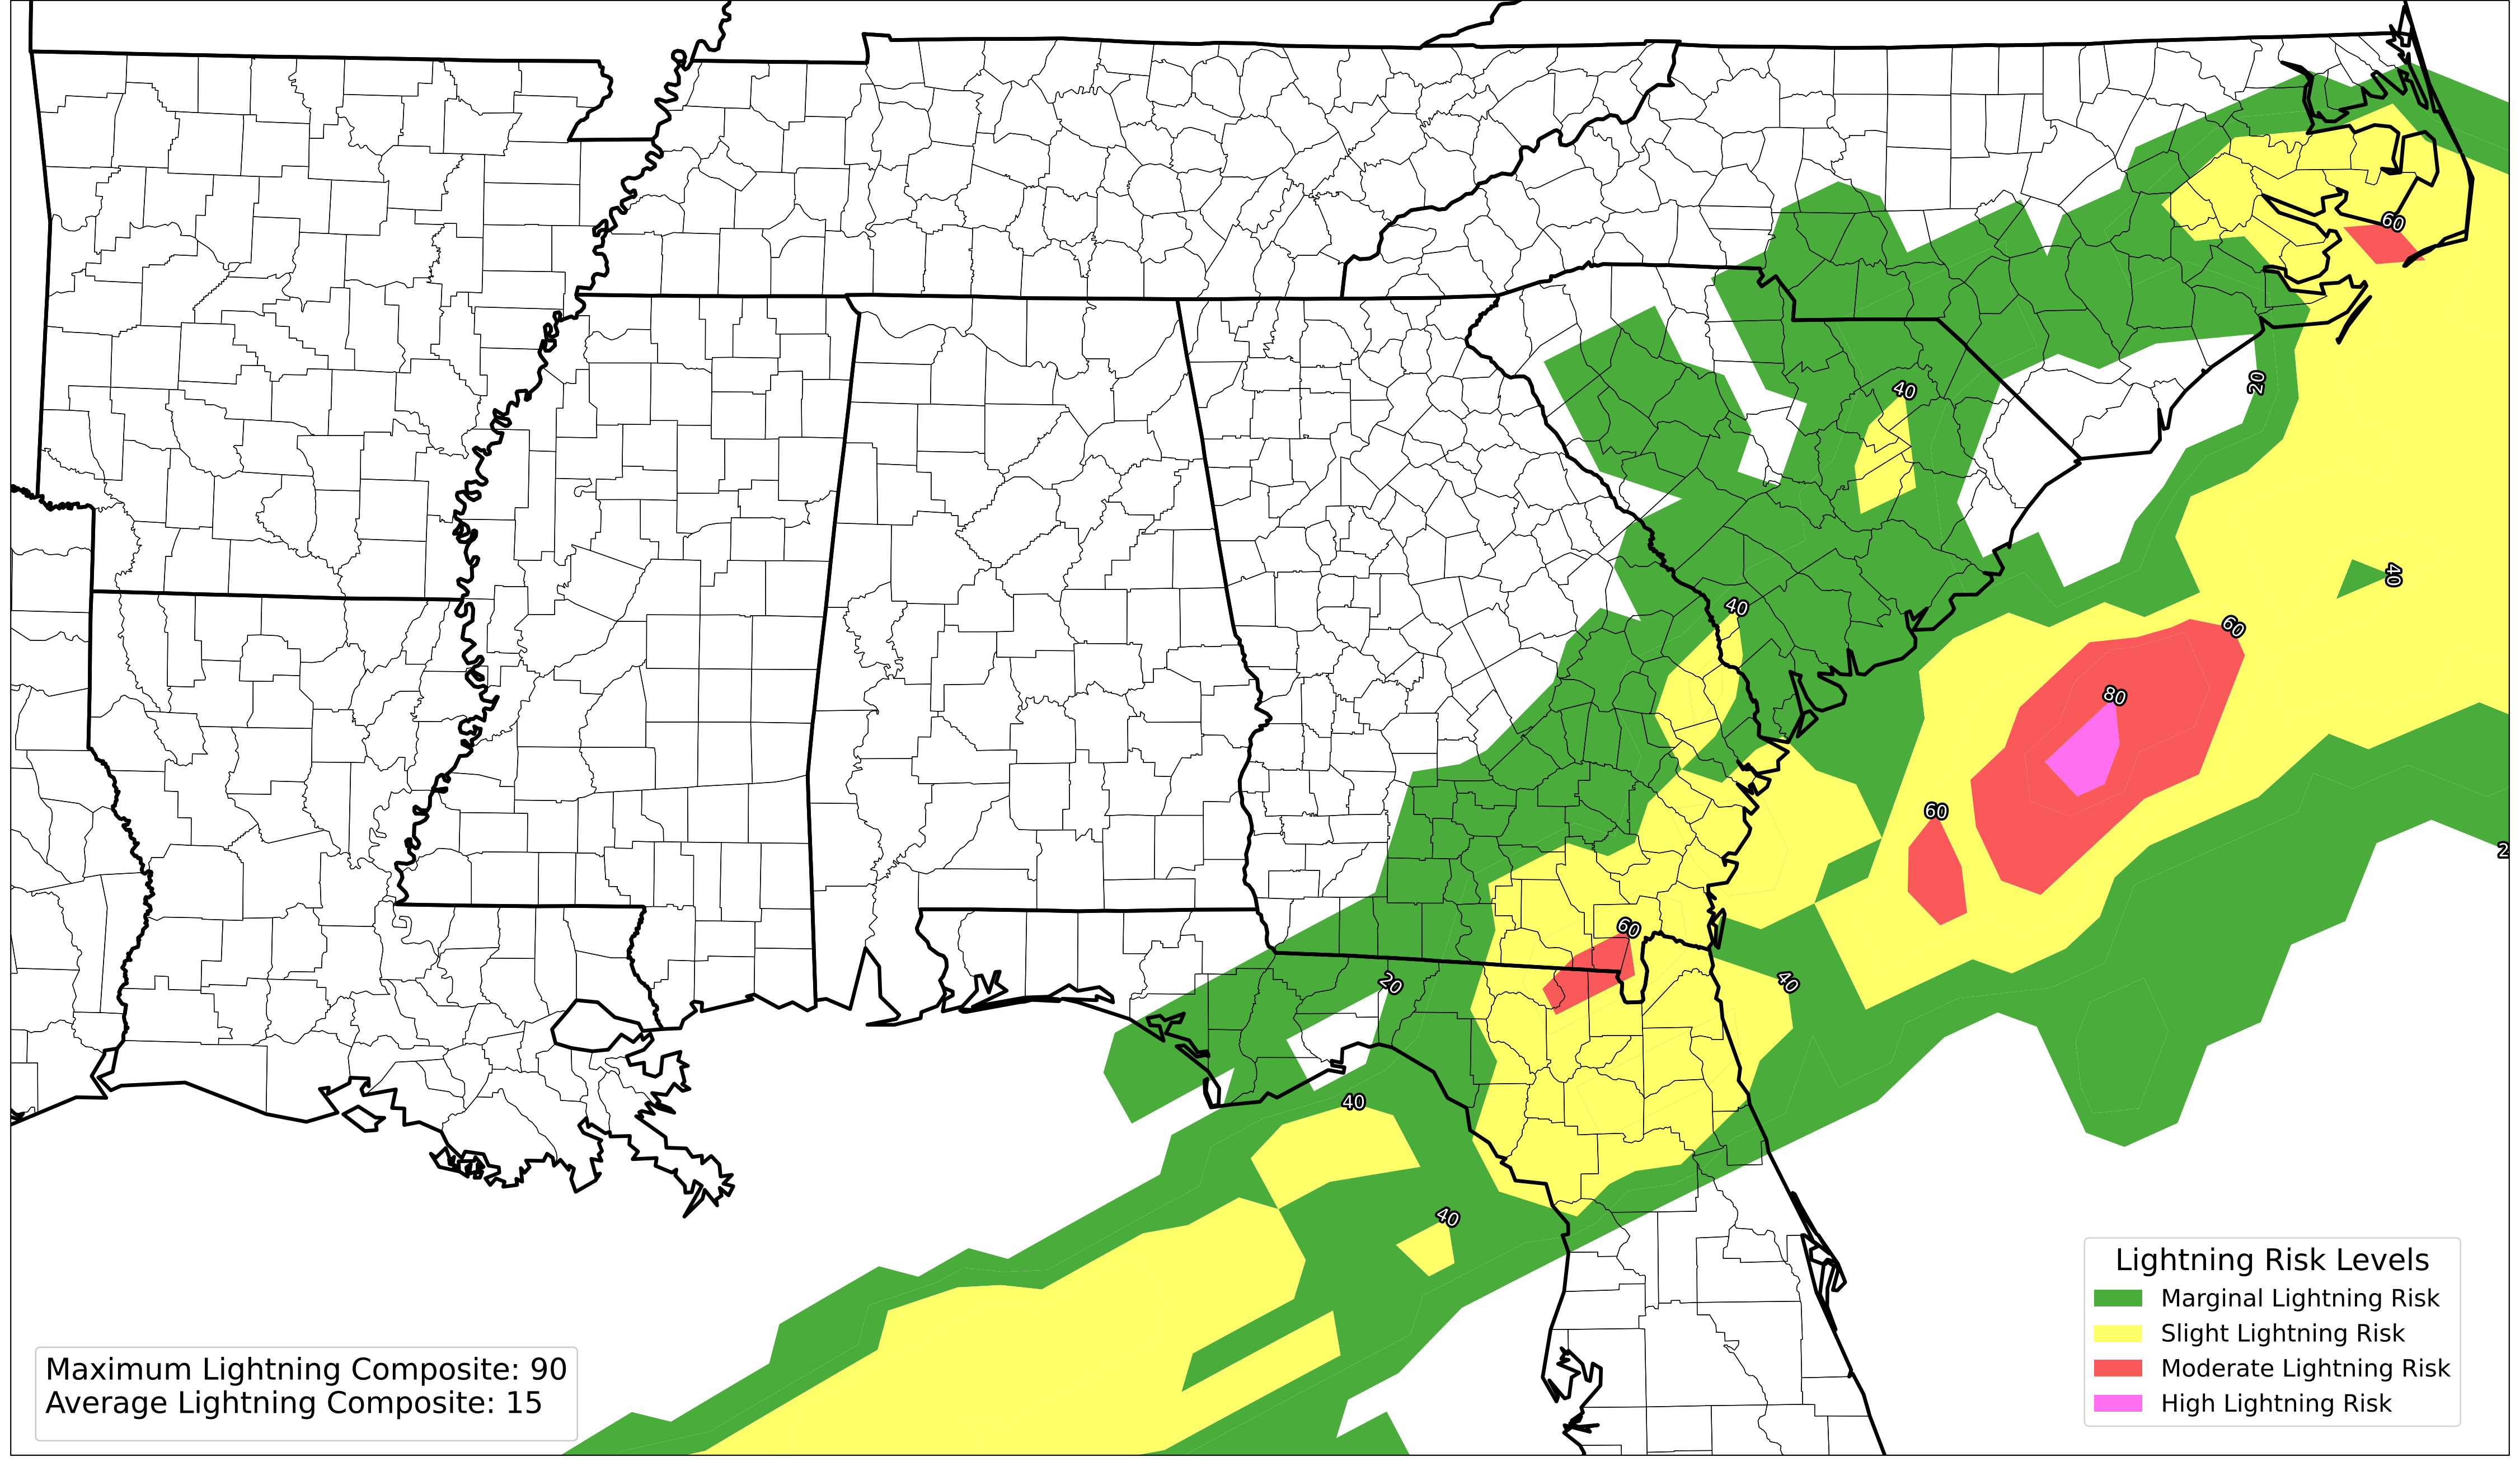 60
40
20
40
40
60
80
60
60
20
40
40
40
2
Lightning Risk Levels
Marginal Lightning Risk
Slight Lightning Risk
Moderate Lightning Risk
High Lightning Risk
Maximum Lightning Composite: 90
Average Lightning Composite: 15